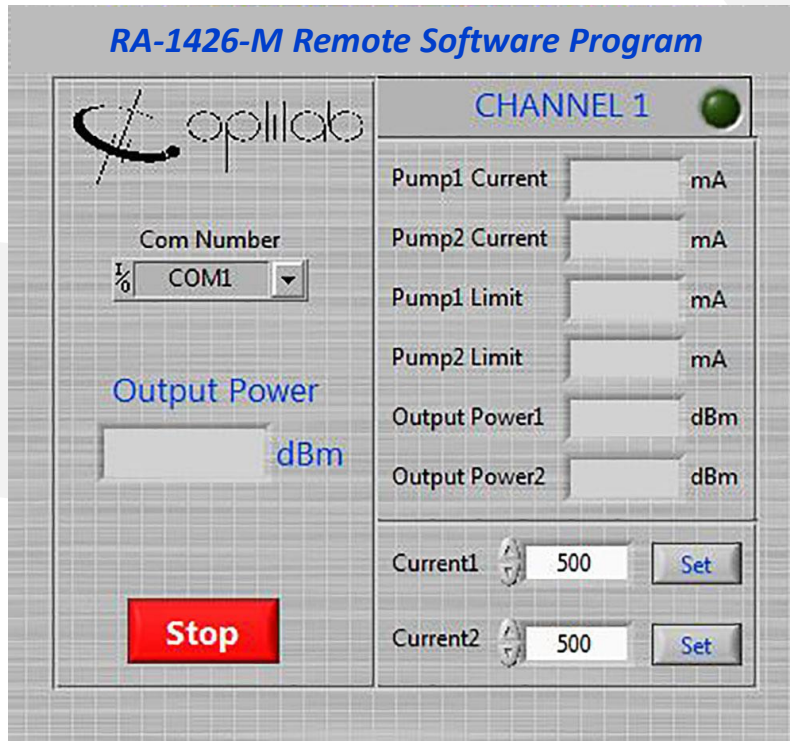 RA-1426-M Remote Software Program
optilab
Com Number
I/O COM1
Output Power
dBm
Stop
CHANNEL 1
Pump1 Current mA
Pump2 Current mA
Pump1 Limit mA
Pump2 Limit mA
Output Power1 dBm
Output Power2 dBm
Current1 500 Set
Current2 500 Set